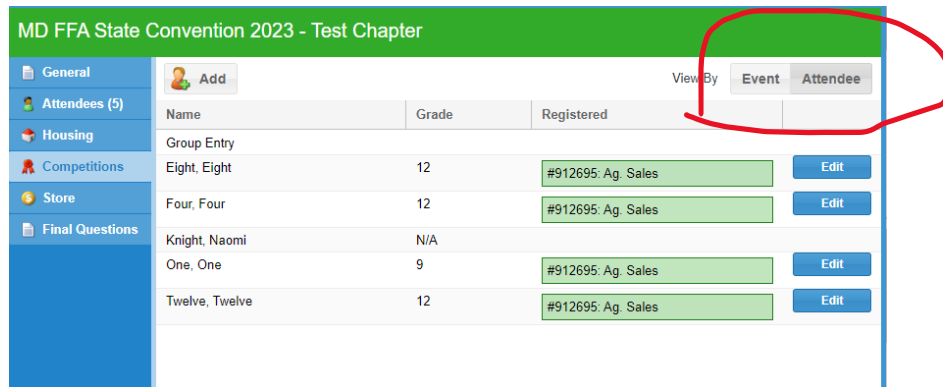 MD FFA State Convention 2023 - Test Chapter
General
Attendees (5)
Housing
Competitions
Store
Final Questions
Add
View By Event Attendee
Name Grade Registered
Group Entry
Eight, Eight 12 #912695: Ag. Sales Edit
Four, Four 12 #912695: Ag. Sales Edit
Knight, Naomi N/A
One, One 9 #912695: Ag. Sales Edit
Twelve, Twelve 12 #912695: Ag. Sales Edit